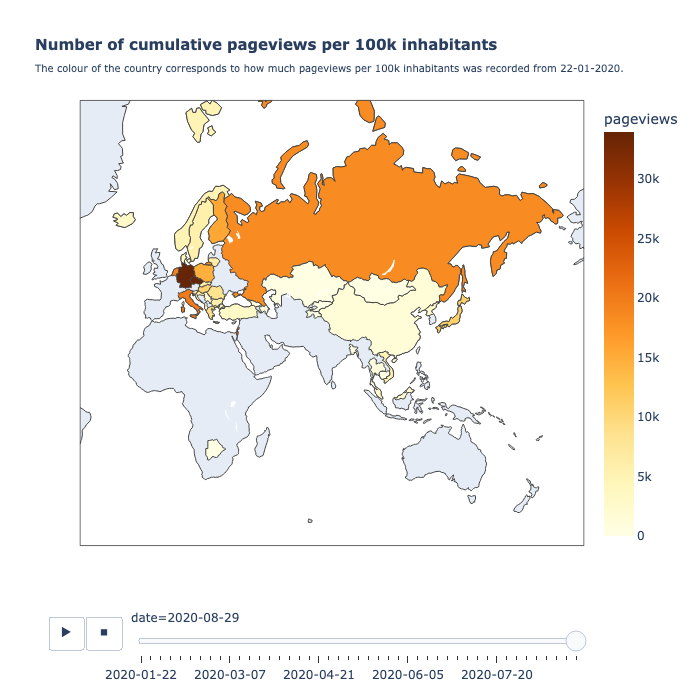 Number of cumulative pageviews per 100k inhabitants
The colour of the country corresponds to how much pageviews per 100k inhabitants was recorded from 22-01-2020.
pageviews
30k
25k
20k
15k
10k
5k
0
date=2020-08-29
2020-01-22 2020-03-07 2020-04-21 2020-06-05 2020-07-20